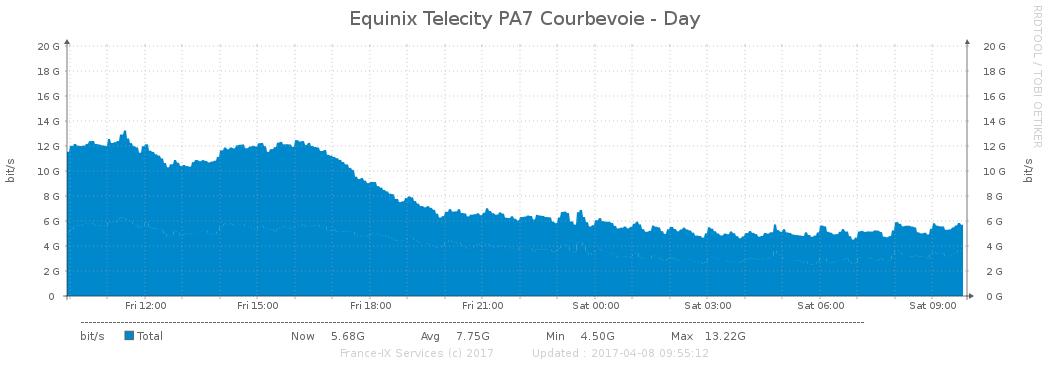 Equinix Telecity PA7 Courbevoie - Day
RRDTOOL / TOBI OETIKER
20 G 20 G
18 G 18 G
16 G 16 G
14 G 14 G
12 G 12 G
10 G 10 G
8 G 8 G
6 G 6 G
4 G 4 G
2 G 2 G
0 0 G
bit/s bit/s
Fri 12:00 Fri 15:00 Fri 18:00 Fri 21:00 Sat 00:00 Sat 03:00 Sat 06:00 Sat 09:00
bit/s Total Now 5.68G Avg 7.75G Min 4.50G Max 13.22G
France-IX Services (c) 2017 Updated : 2017-04-08 09:55:12